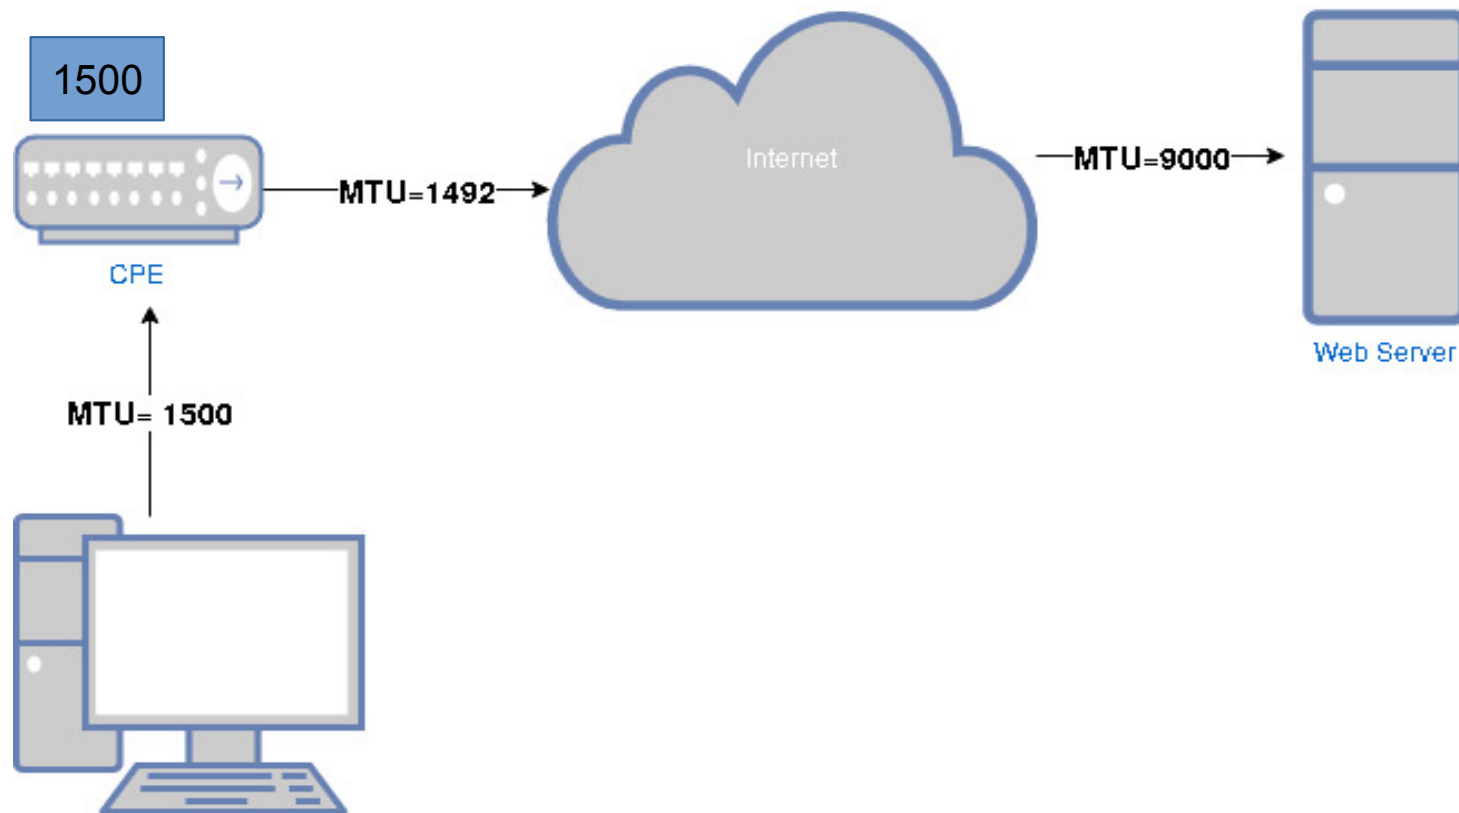 1500
Internet
MTU=9000
MTU=1492
CPE
Web Server
MTU= 1500